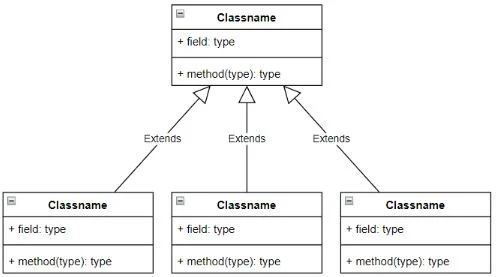 Classname
+ field: type
+ method(type): type
Extends
Extends
Extends
Classname
+ field: type
+ method(type): type
Classname
+ field: type
+ method(type): type
Classname
+ field: type
+ method(type): type